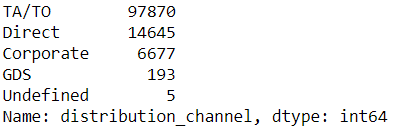 TA/TO 97870
Direct 14645
Corporate 6677
GDS 193
Undefined 5
Name: distribution_channel, dtype: int64